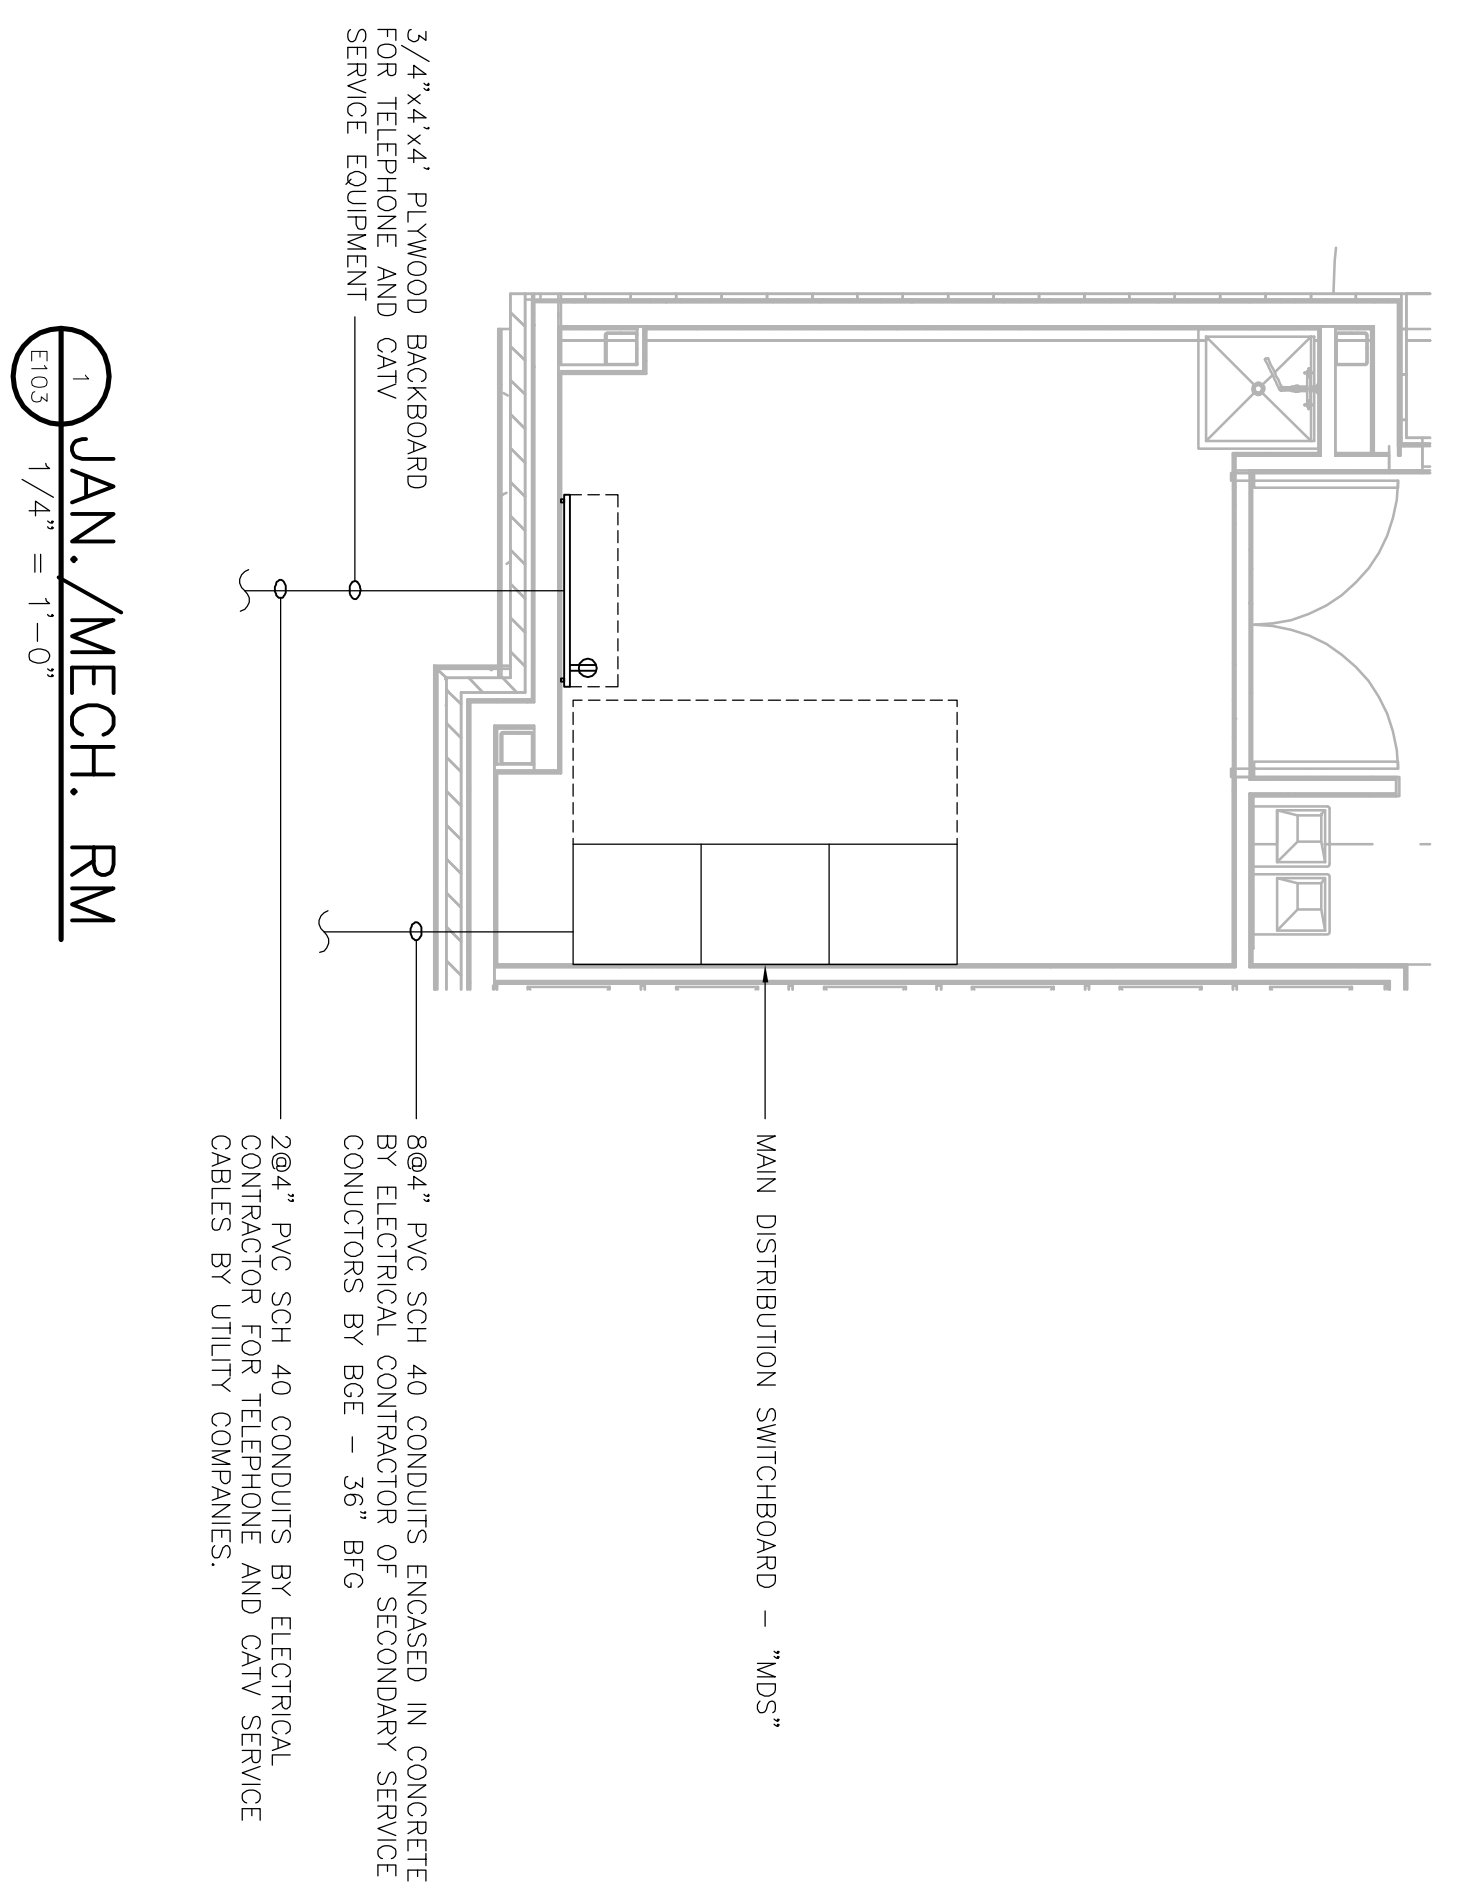 3/4"x4'x4' PLYWOOD BACKBOARD
FOR TELEPHONE AND CATV
SERVICE EQUIPMENT
MAIN DISTRIBUTION SWITCHBOARD – "MDS"
8@4" PVC SCH 40 CONDUITS ENCASED IN CONCRETE
BY ELECTRICAL CONTRACTOR OF SECONDARY SERVICE
CONUCTORS BY BGE – 36" BFG
2@4" PVC SCH 40 CONDUITS BY ELECTRICAL
CONTRACTOR FOR TELEPHONE AND CATV SERVICE
CABLES BY UTILITY COMPANIES.
1
E103
JAN./MECH. RM
1/4" = 1'–0"